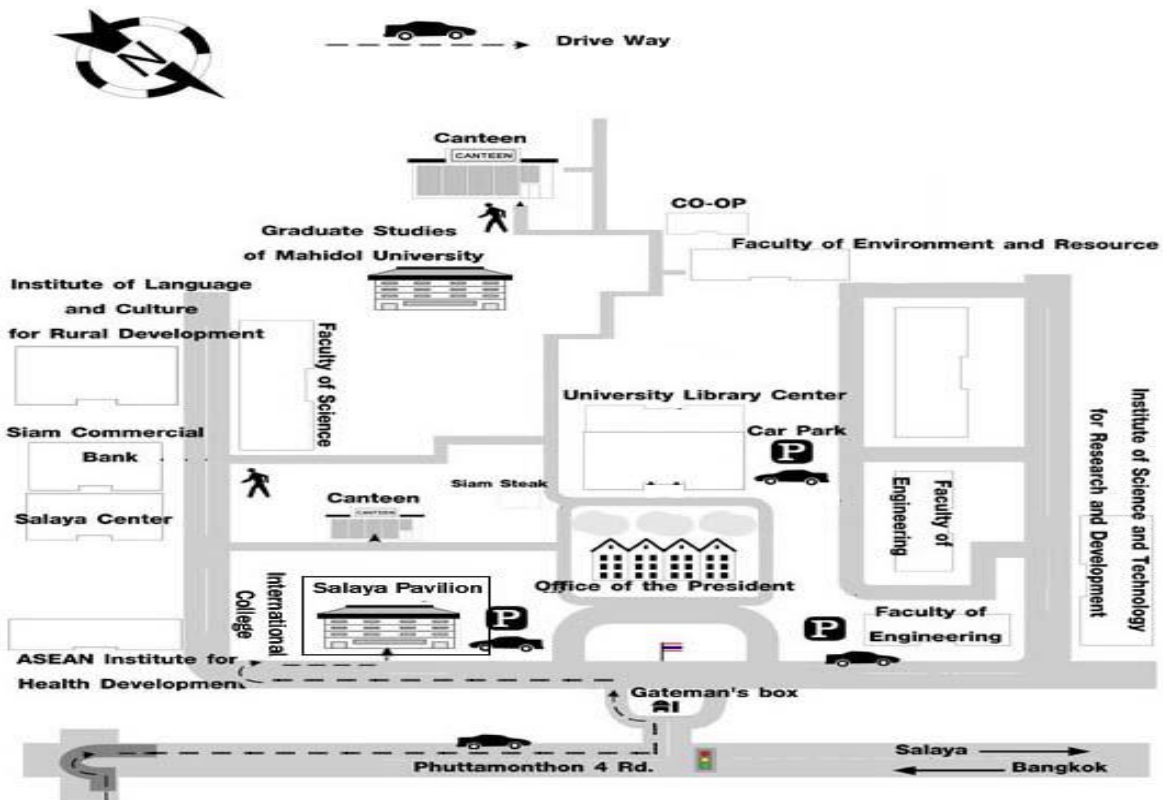 N
Drive Way
Canteen
CANTEEN
CO-OP
Graduate Studies
of Mahidol University
Faculty of Environment and Resource
Institute of Language
and Culture
for Rural Development
Faculty of Science
University Library Center
Car Park
P
Institute of Science and Technology
for Research and Development
Siam Commercial
Bank
Siam Steak
Salaya Center
Canteen
CANTEEN
Faculty of
Engineering
Office of the President
International
College
Salaya Pavilion
P
P
Faculty of
Engineering
ASEAN Institute for
Health Development
Gateman's box
Phuttamonthon 4 Rd.
Salaya
Bangkok